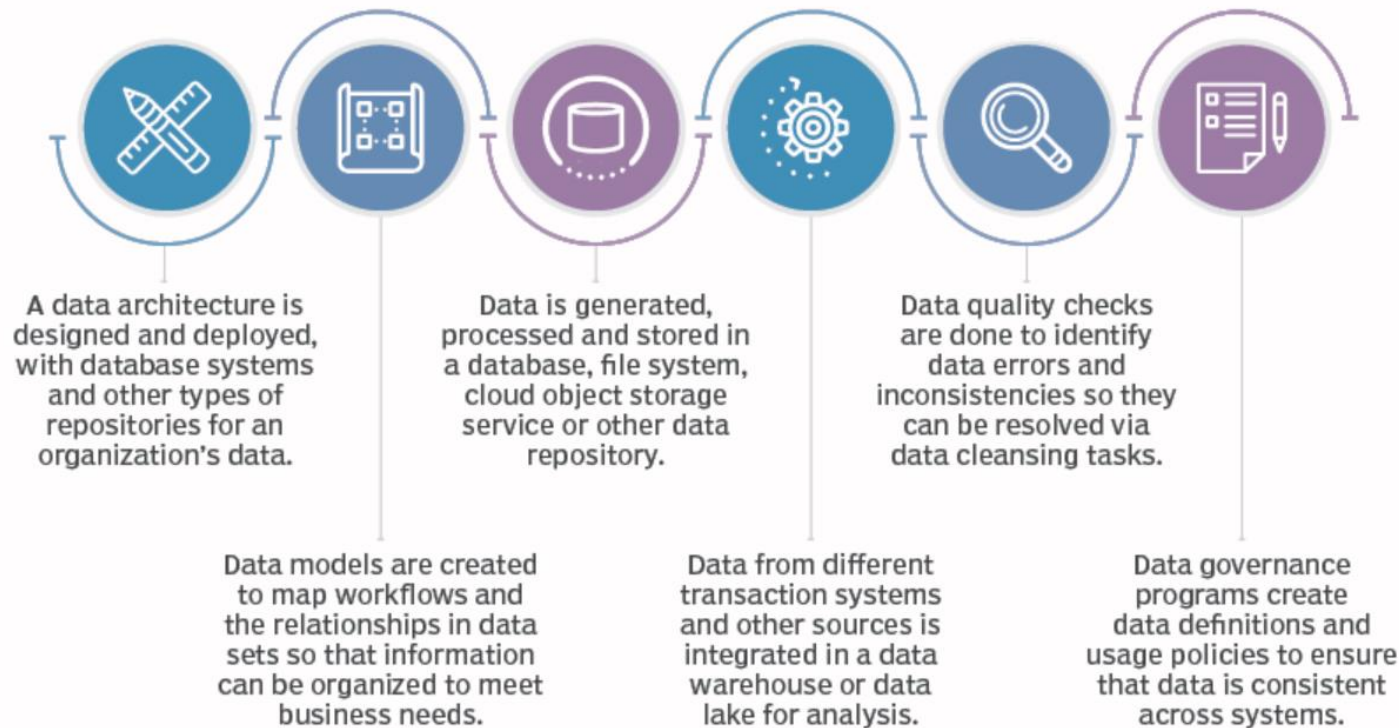 A data architecture is
designed and deployed,
with database systems
and other types of
repositories for an
organization’s data.
Data models are created
to map workflows and
the relationships in data
sets so that information
can be organized to meet
business needs.
Data is generated,
processed and stored in
a database, file system,
cloud object storage
service or other data
repository.
Data from different
transaction systems
and other sources is
integrated in a data
warehouse or data
lake for analysis.
Data quality checks
are done to identify
data errors and
inconsistencies so they
can be resolved via
data cleansing tasks.
Data governance
programs create
data definitions and
usage policies to ensure
that data is consistent
across systems.